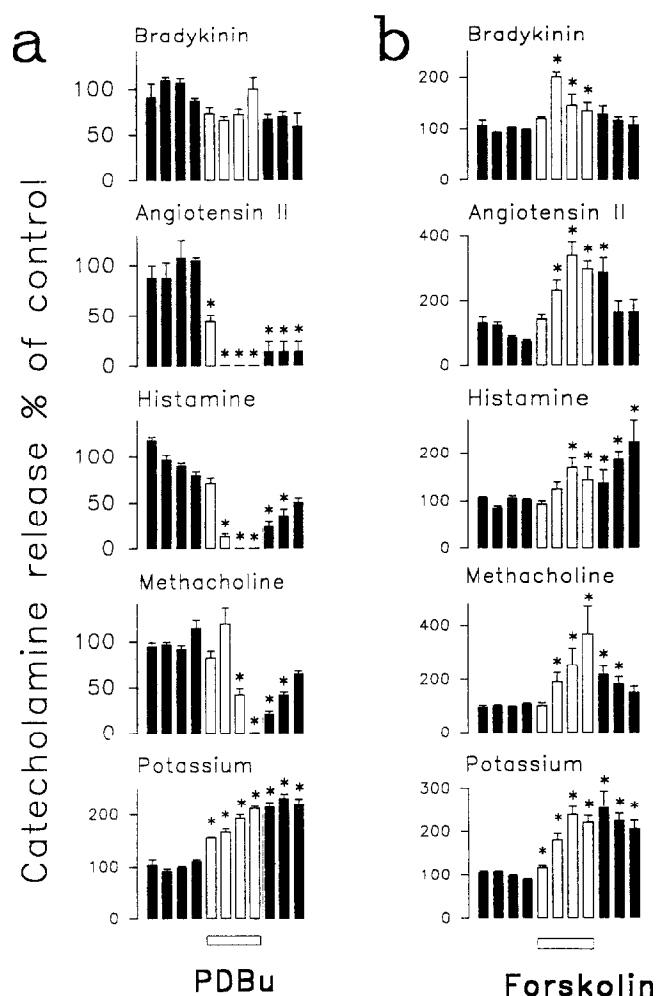 a
Catecholamine release % of control
Bradykinin
100
50
0
Angiotensin II
*
* * *
* * *
100
50
0
Histamine
*
* *
* *
100
50
0
Methacholine
*
*
* *
100
50
0
Potassium
* * * * * * *
200
100
0
PDBu
b
Bradykinin
* * *
200
100
0
Angiotensin II
* * * *
400
200
0
Histamine
* * * * *
200
100
0
Methacholine
* * * * *
400
200
0
Potassium
* * * * * * *
300
200
100
0
Forskolin